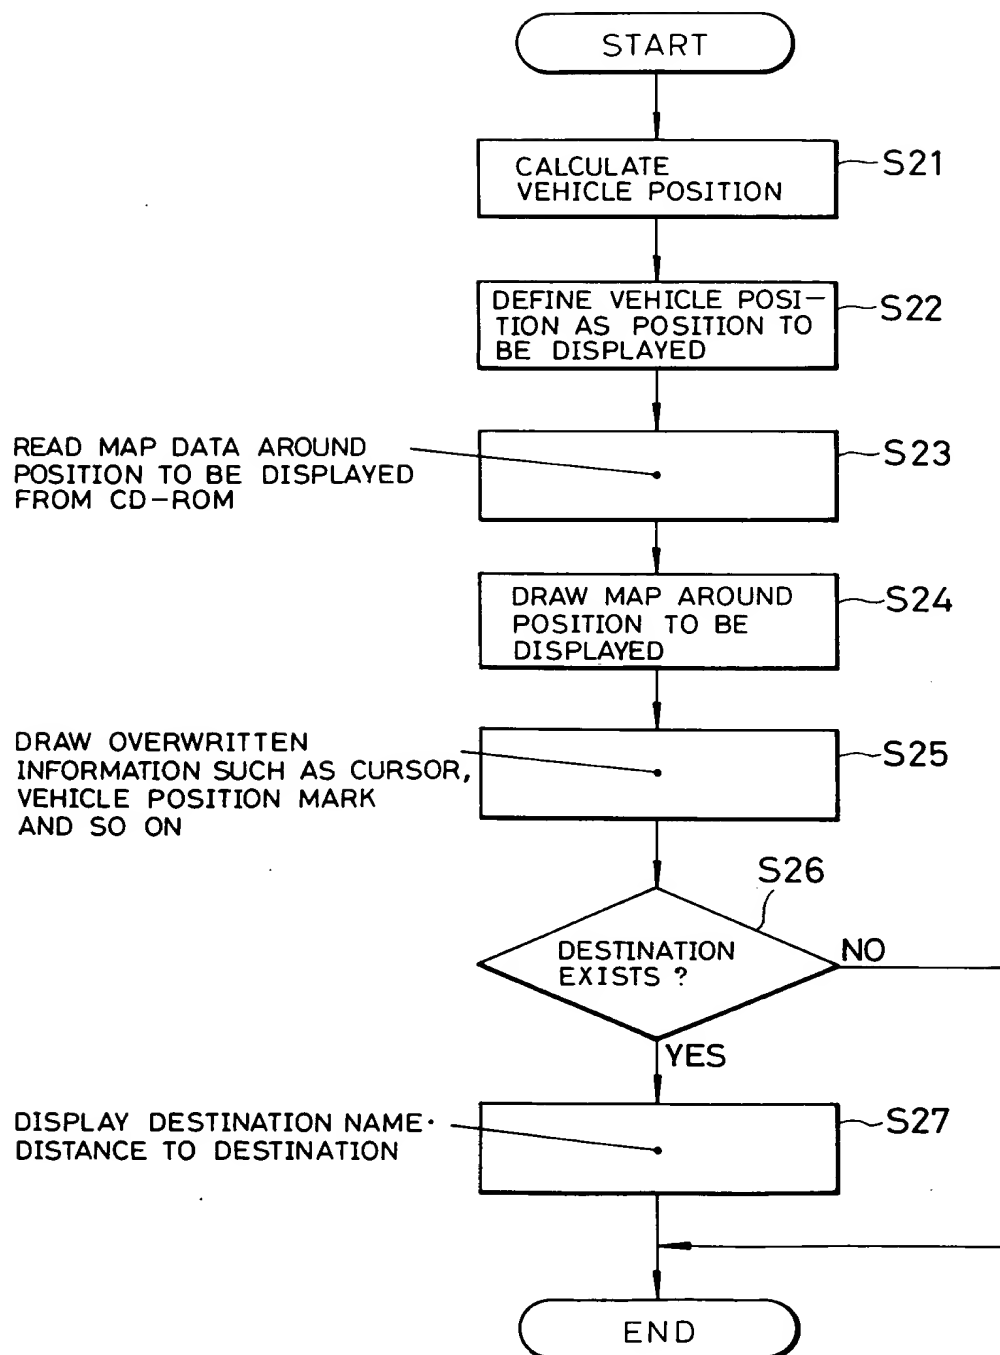 START
CALCULATE
VEHICLE POSITION
S21
DEFINE VEHICLE POSI-
TION AS POSITION TO
BE DISPLAYED
S22
READ MAP DATA AROUND
POSITION TO BE DISPLAYED
FROM CD-ROM
S23
DRAW MAP AROUND
POSITION TO BE
DISPLAYED
S24
DRAW OVERWRITTEN
INFORMATION SUCH AS CURSOR,
VEHICLE POSITION MARK
AND SO ON
S25
S26
DESTINATION
EXISTS ?
NO
YES
DISPLAY DESTINATION NAME·
DISTANCE TO DESTINATION
S27
END